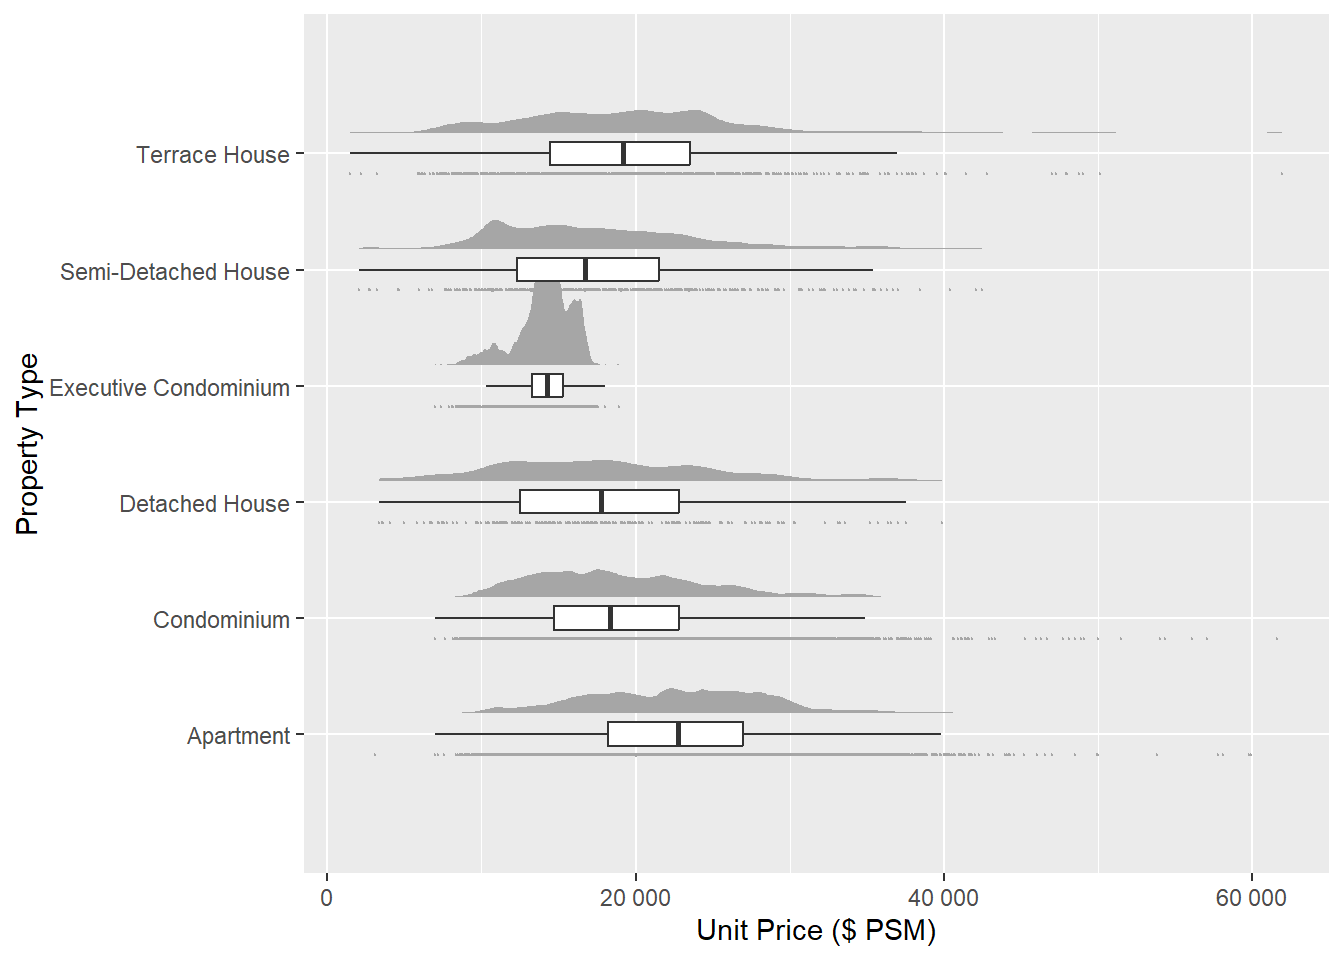 Property Type
Terrace House
Semi-Detached House
Executive Condominium
Detached House
Condominium
Apartment
0
20 000
40 000
60 000
Unit Price ($ PSM)